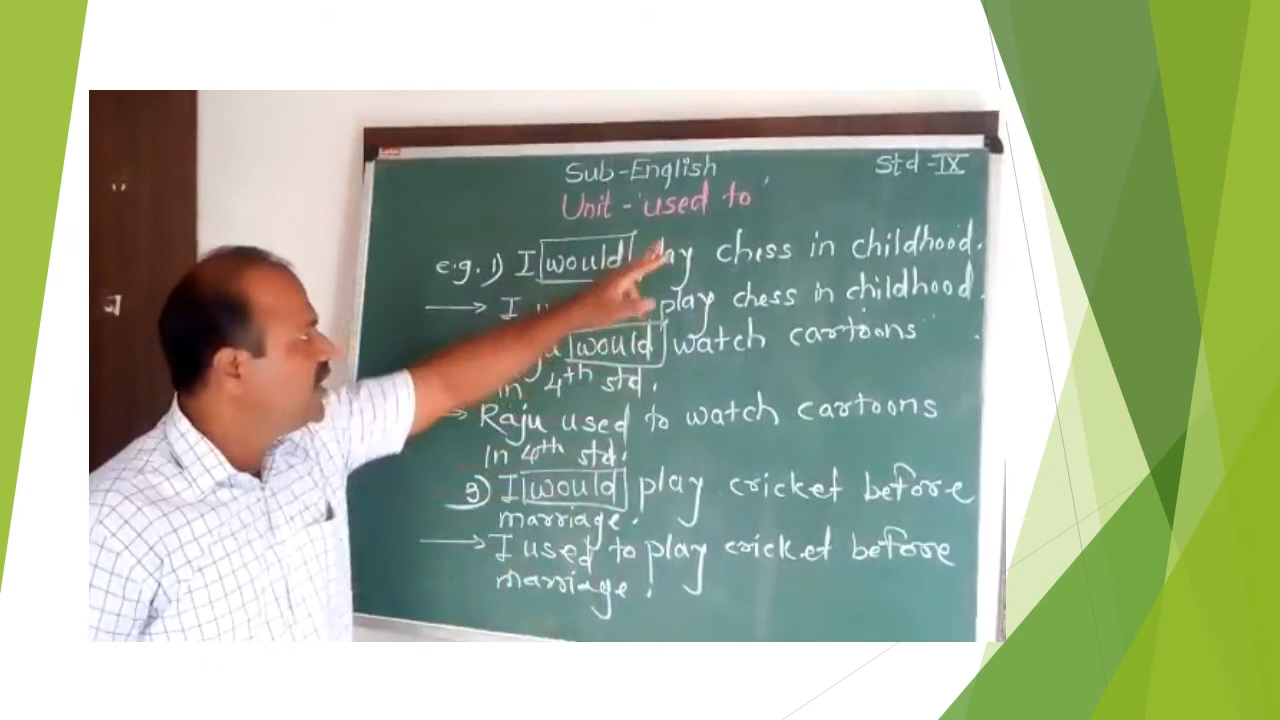 Sub-English
Std-IX
Unit-'used to'
e.g. 1) I would play chess in childhood.
→ I play chess in childhood.
would watch cartoons
in 4th std.
→ Raju used to watch cartoons
In 4th std.
3) I would play cricket before
marriage.
→ I used to play cricket before
marriage.